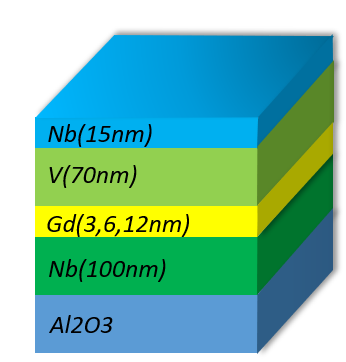 Nb(15nm)
V(70nm)
Gd(3,6,12nm)
Nb(100nm)
Al2O3